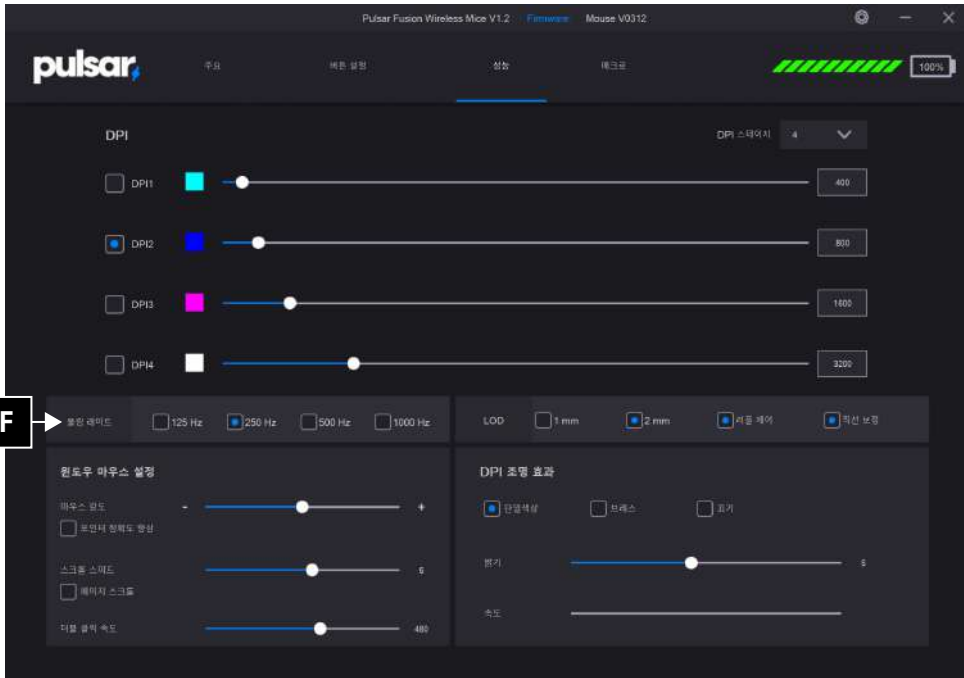 Pulsar Fusion Wireless Mice V1.2 Firmware Mouse V0312
pulsar
주요 버튼 설정 성능 매크로 100%
DPI DPI 스테이지 4
DPI1 400
DPI2 800
DPI3 1600
DPI4 3200
F
폴링 레이트 125 Hz 250 Hz 500 Hz 1000 Hz LOD 1 mm 2 mm 리플 제어 직선 보정
윈도우 마우스 설정
마우스 감도 - +
포인터 정확도 향상
스크롤 스피드 6
페이지 스크롤
더블 클릭 속도 480
DPI 조명 효과
단일색상 브레스 끄기
밝기 5
속도